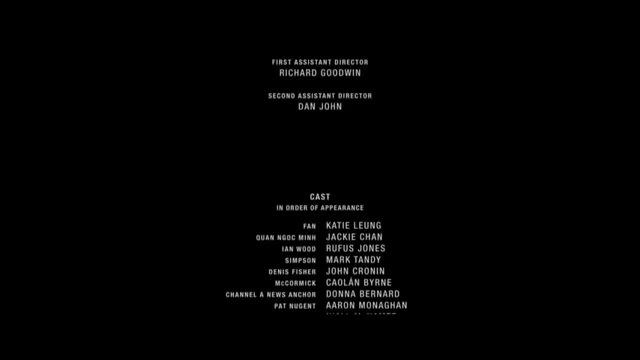 FIRST ASSISTANT DIRECTOR
RICHARD GOODWIN
SECOND ASSISTANT DIRECTOR
DAN JOHN
CAST
IN ORDER OF APPEARANCE
FAN KATIE LEUNG
QUAN NGOC MINH JACKIE CHAN
IAN WOOD RUFUS JONES
SIMPSON MARK TANDY
DENIS FISHER JOHN CRONIN
McCORMICK CAOLÁN BYRNE
CHANNEL A NEWS ANCHOR DONNA BERNARD
PAT NUGENT AARON MONAGHAN